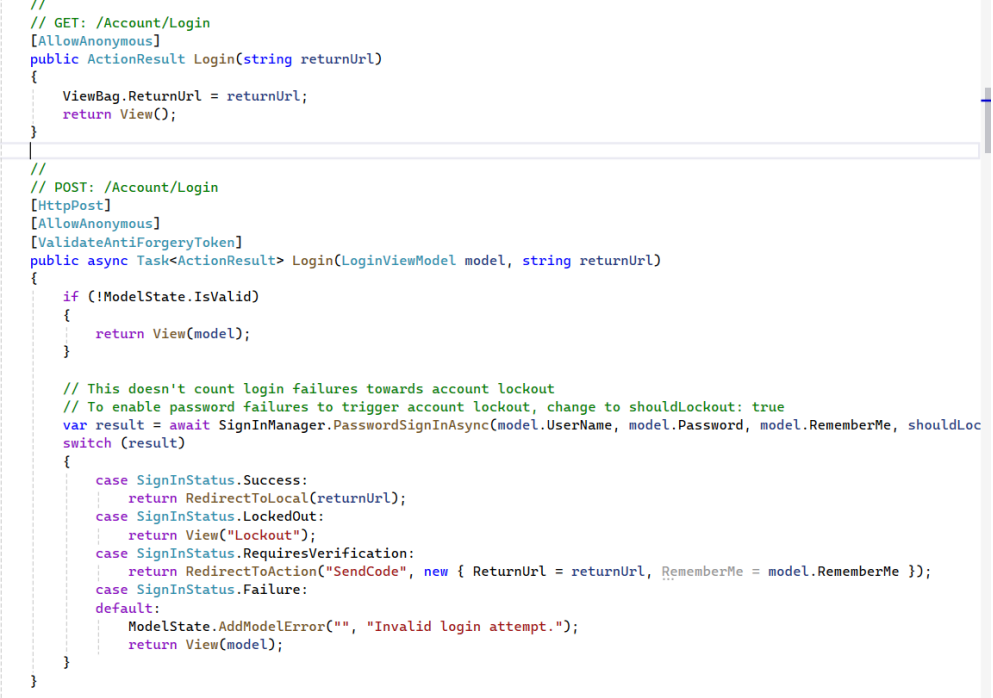 //
// GET: /Account/Login
[AllowAnonymous]
public ActionResult Login(string returnUrl)
{
    ViewBag.ReturnUrl = returnUrl;
    return View();
}
//
// POST: /Account/Login
[HttpPost]
[AllowAnonymous]
[ValidateAntiForgeryToken]
public async Task<ActionResult> Login(LoginViewModel model, string returnUrl)
{
    if (!ModelState.IsValid)
    {
        return View(model);
    }
    // This doesn't count login failures towards account lockout
    // To enable password failures to trigger account lockout, change to shouldLockout: true
    var result = await SignInManager.PasswordSignInAsync(model.UserName, model.Password, model.RememberMe, shouldLoc
    switch (result)
    {
        case SignInStatus.Success:
            return RedirectToLocal(returnUrl);
        case SignInStatus.LockedOut:
            return View("Lockout");
        case SignInStatus.RequiresVerification:
            return RedirectToAction("SendCode", new { ReturnUrl = returnUrl, RememberMe = model.RememberMe });
        case SignInStatus.Failure:
        default:
            ModelState.AddModelError("", "Invalid login attempt.");
            return View(model);
    }
}